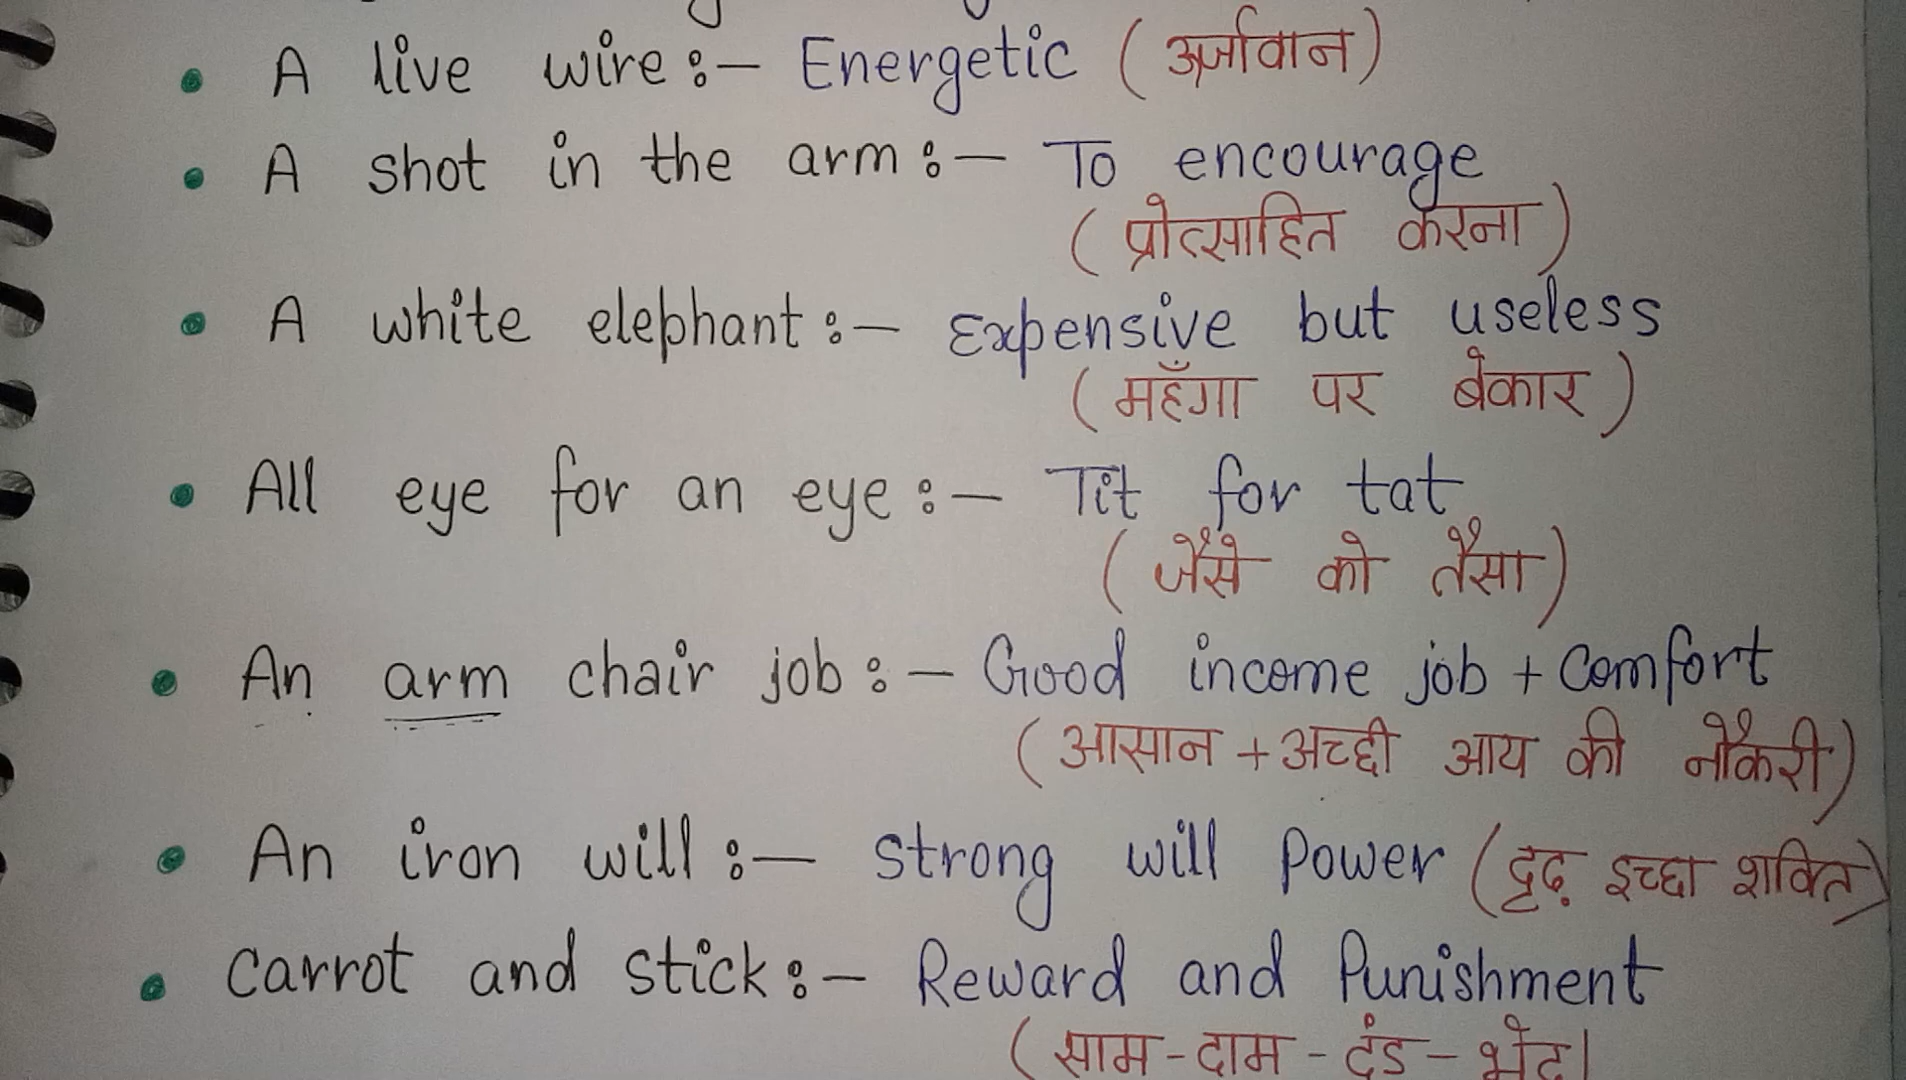 • A live wire :- Energetic (ऊर्जावान)
• A shot in the arm :- To encourage
(प्रोत्साहित करना)
• A white elephant :- Expensive but useless
(महँगा पर बेकार)
• All eye for an eye :- Tit for tat
(जैसे को तैसा)
• An arm chair job :- Good income job + Comfort
(आसान + अच्छी आय की नौकरी)
• An iron will :- Strong will Power (दृढ़ इच्छा शक्ति)
• Carrot and stick :- Reward and Punishment
(साम - दाम - दंड - भेद)